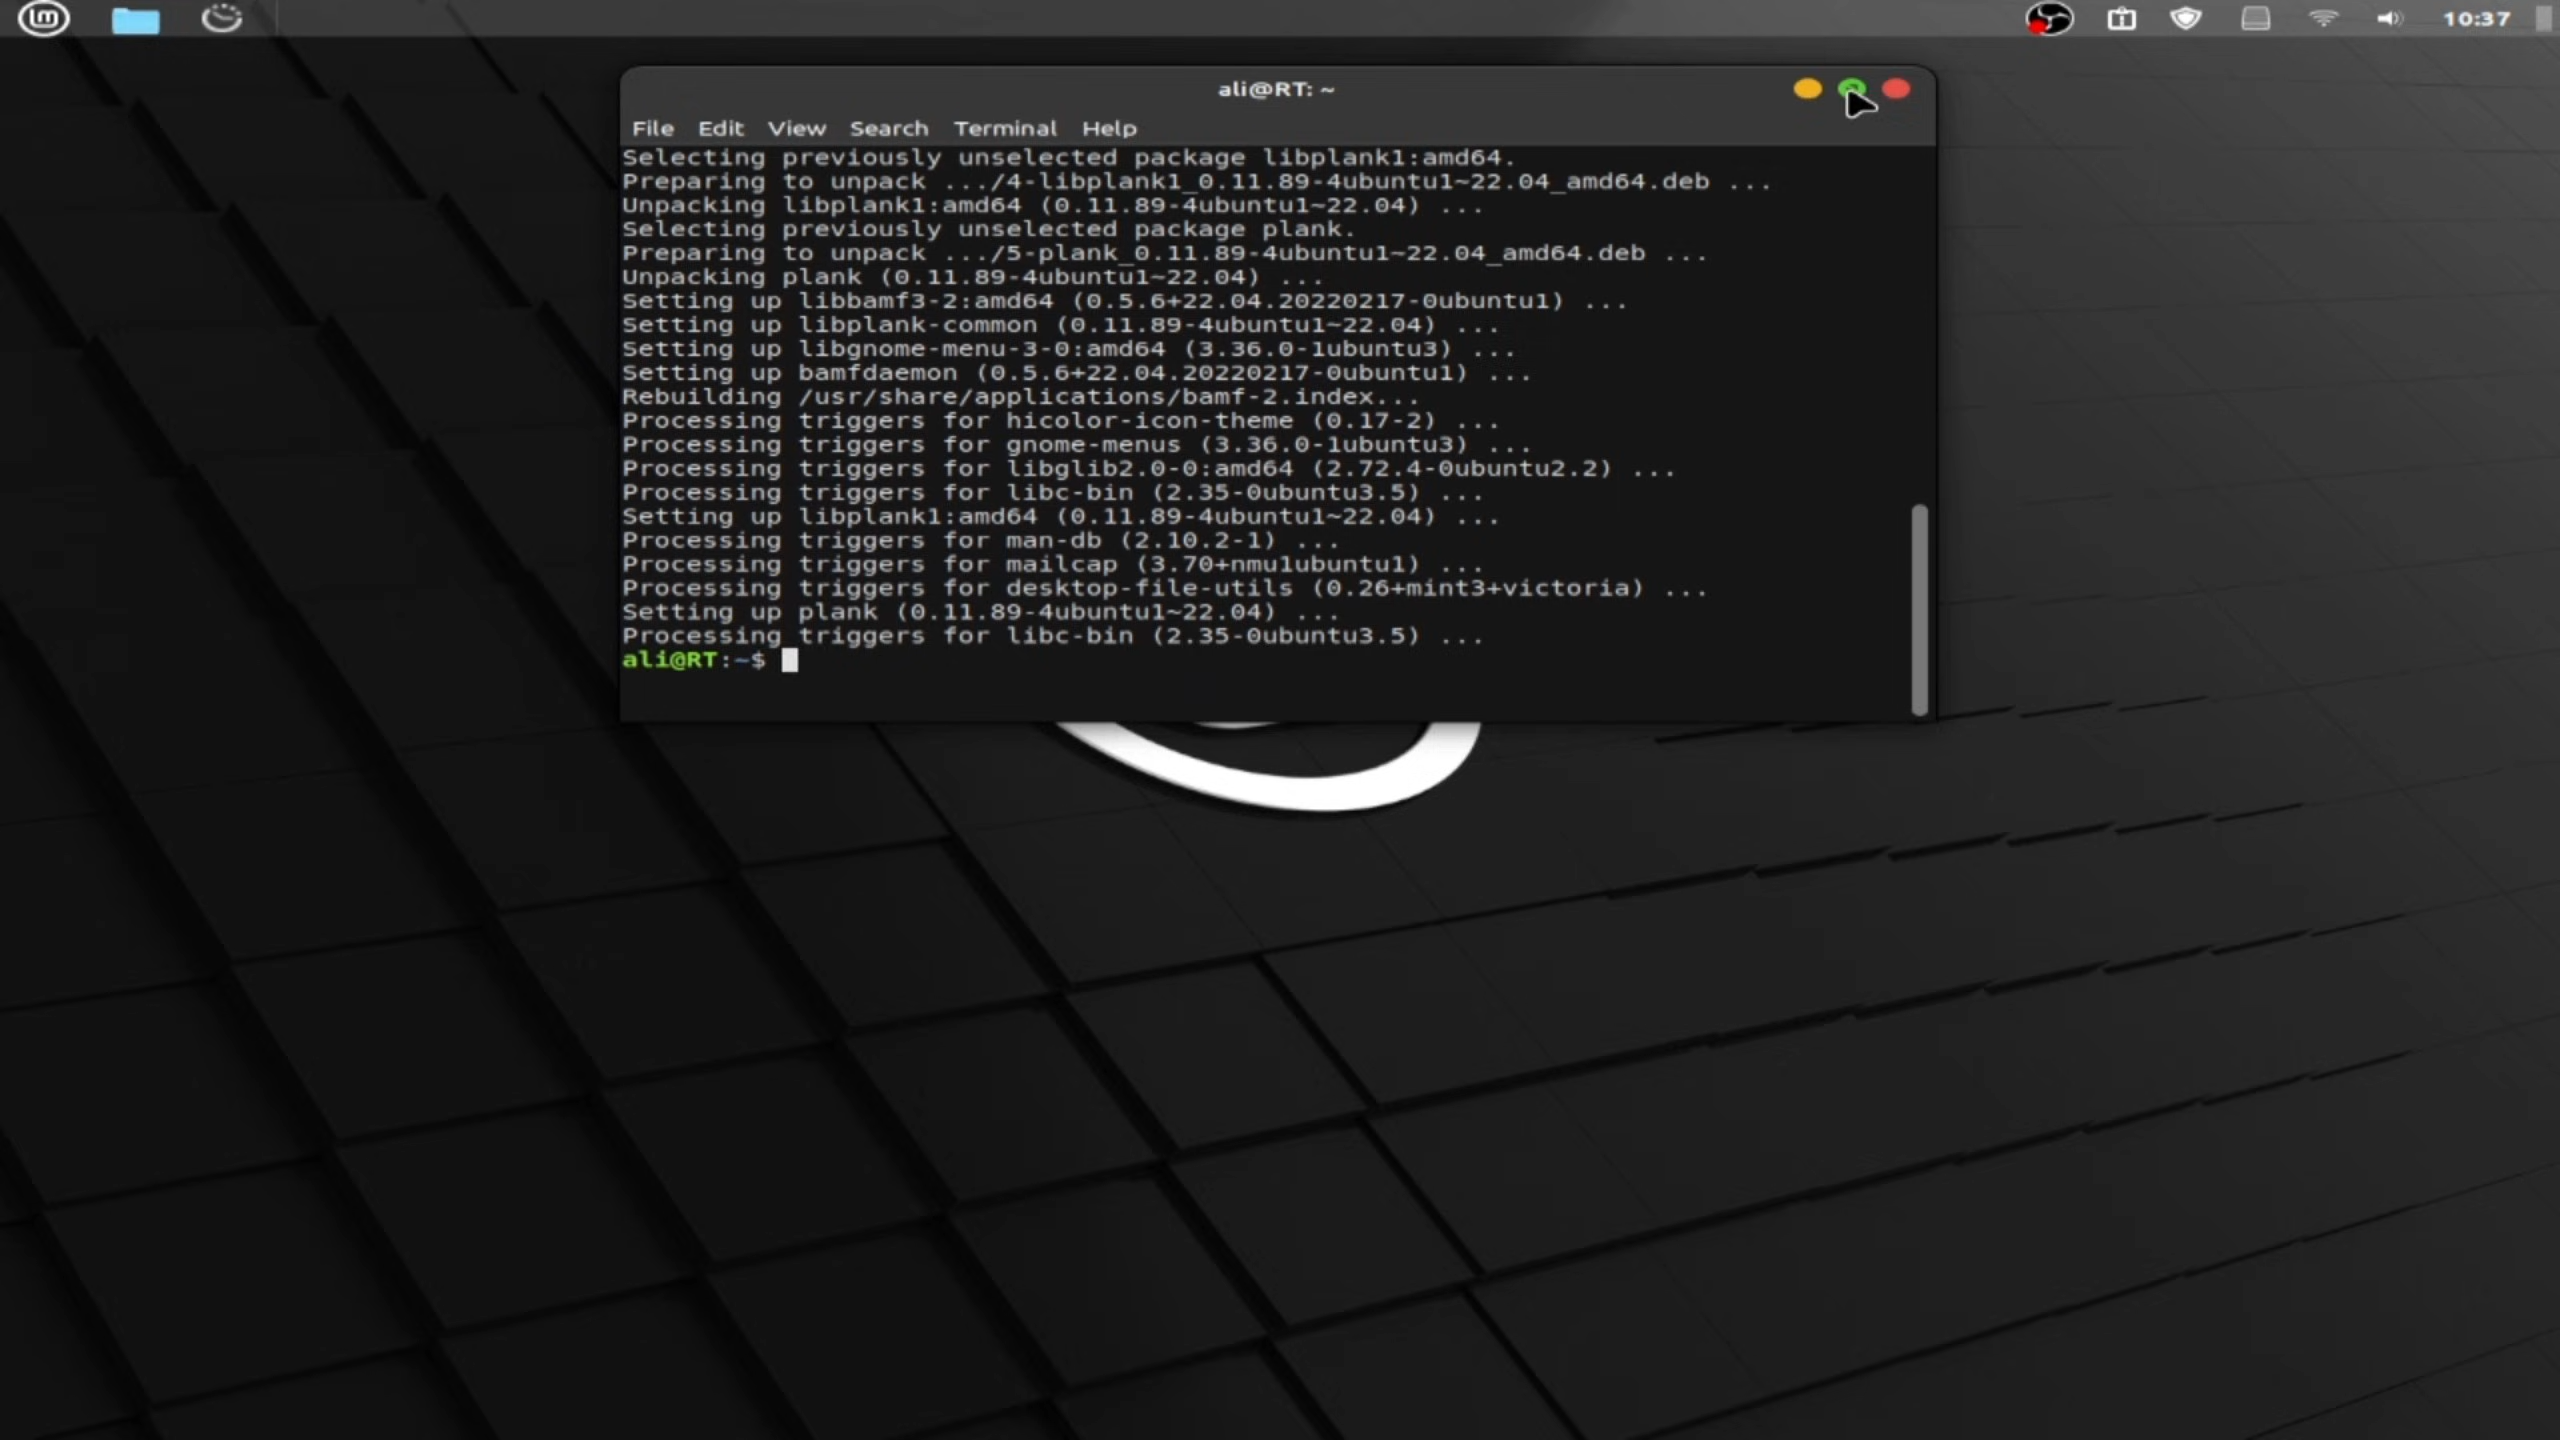 10:37
ali@RT: ~
File Edit View Search Terminal Help
Selecting previously unselected package libplank1:amd64.
Preparing to unpack .../4-libplank1_0.11.89-4ubuntu1~22.04_amd64.deb ...
Unpacking libplank1:amd64 (0.11.89-4ubuntu1~22.04) ...
Selecting previously unselected package plank.
Preparing to unpack .../5-plank_0.11.89-4ubuntu1~22.04_amd64.deb ...
Unpacking plank (0.11.89-4ubuntu1~22.04) ...
Setting up libbamf3-2:amd64 (0.5.6+22.04.20220217-0ubuntu1) ...
Setting up libplank-common (0.11.89-4ubuntu1~22.04) ...
Setting up libgnome-menu-3-0:amd64 (3.36.0-1ubuntu3) ...
Setting up bamfdaemon (0.5.6+22.04.20220217-0ubuntu1) ...
Rebuilding /usr/share/applications/bamf-2.index...
Processing triggers for hicolor-icon-theme (0.17-2) ...
Processing triggers for gnome-menus (3.36.0-1ubuntu3) ...
Processing triggers for libglib2.0-0:amd64 (2.72.4-0ubuntu2.2) ...
Processing triggers for libc-bin (2.35-0ubuntu3.5) ...
Setting up libplank1:amd64 (0.11.89-4ubuntu1~22.04) ...
Processing triggers for man-db (2.10.2-1) ...
Processing triggers for mailcap (3.70+nmu1ubuntu1) ...
Processing triggers for desktop-file-utils (0.26+mint3+victoria) ...
Setting up plank (0.11.89-4ubuntu1~22.04) ...
Processing triggers for libc-bin (2.35-0ubuntu3.5) ...
ali@RT:~$